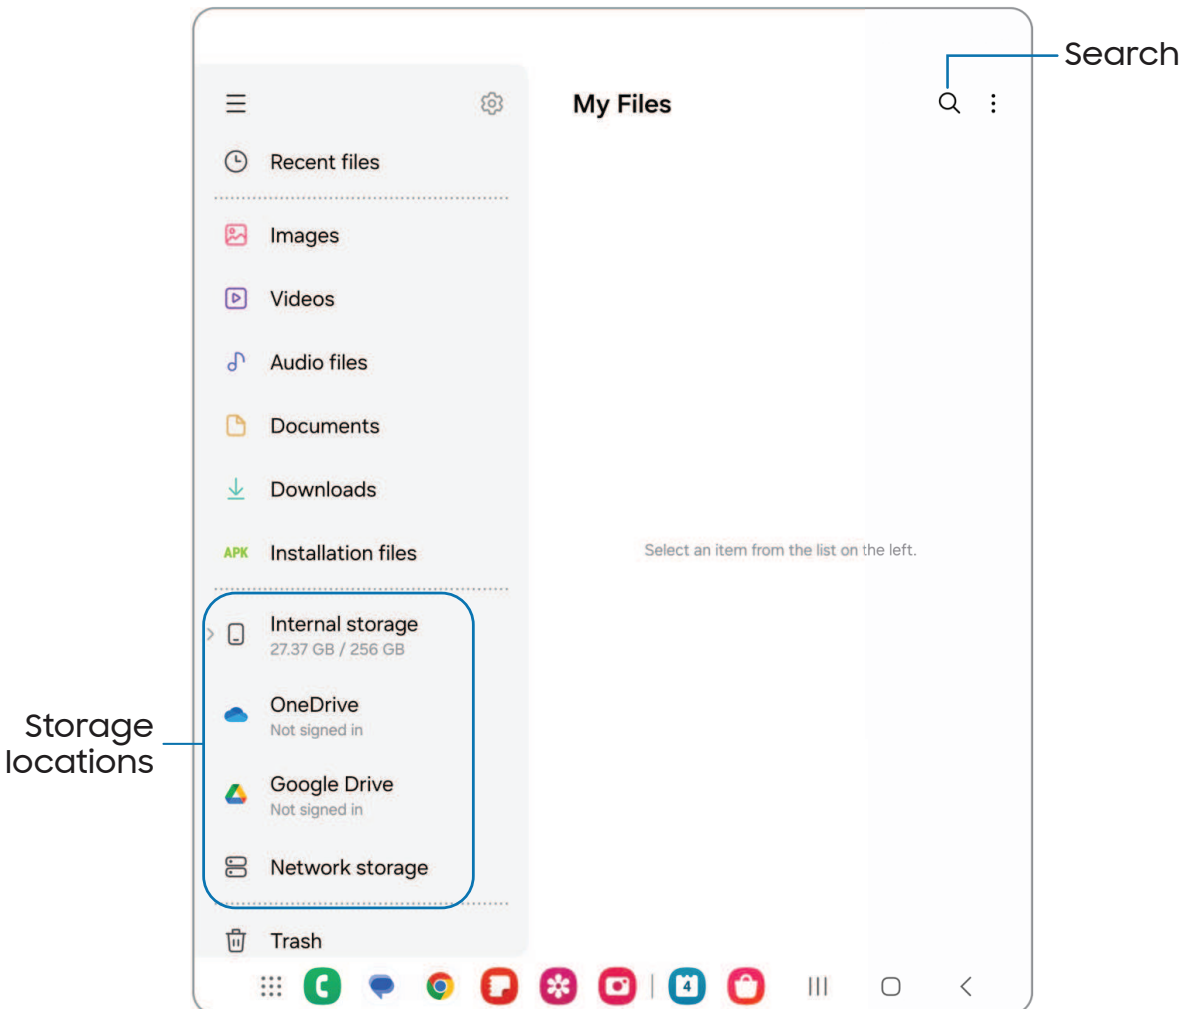 Search
My Files
Recent files
Images
Videos
Audio files
Documents
Downloads
APK Installation files
Select an item from the list on the left.
Internal storage
27.37 GB / 256 GB
OneDrive
Not signed in
Google Drive
Not signed in
Network storage
Storage
locations
Trash
4